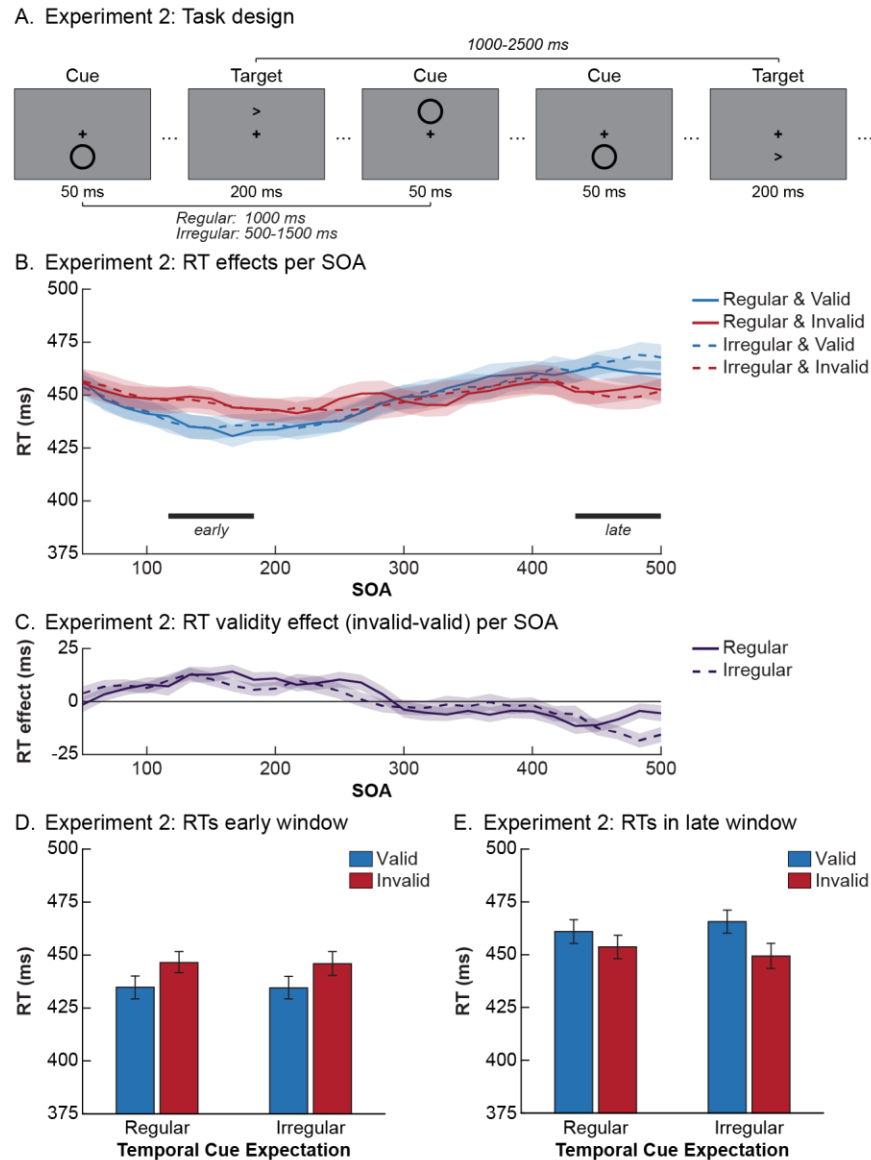 A. Experiment 2: Task design
1000-2500 ms
Cue Target Cue Cue Target
+ > + + + + >
... ... ... ... ...
50 ms 200 ms 50 ms 50 ms 200 ms
Regular: 1000 ms
Irregular: 500-1500 ms
B. Experiment 2: RT effects per SOA
500
475
450
425
400
375
RT (ms)
early
late
100 200 300 400 500
SOA
Regular & Valid
Regular & Invalid
Irregular & Valid
Irregular & Invalid
C. Experiment 2: RT validity effect (invalid-valid) per SOA
25
0
-25
RT effect (ms)
100 200 300 400 500
SOA
Regular
Irregular
D. Experiment 2: RTs early window
500
475
450
425
400
375
RT (ms)
Valid
Invalid
Regular Irregular
Temporal Cue Expectation
E. Experiment 2: RTs in late window
500
475
450
425
400
375
RT (ms)
Valid
Invalid
Regular Irregular
Temporal Cue Expectation